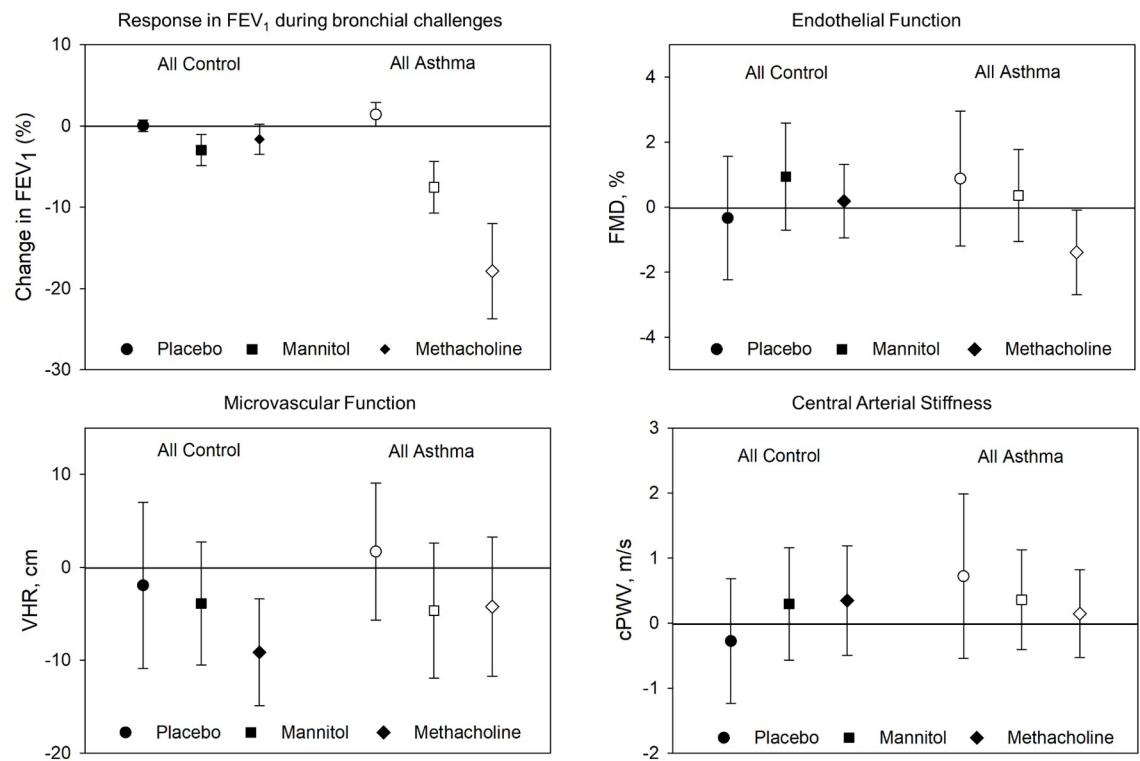 Response in FEV₁ during bronchial challenges
All Control All Asthma
Change in FEV₁ (%)
10
0
-10
-20
-30
Placebo Mannitol Methacholine
Endothelial Function
All Control All Asthma
FMD, %
4
2
0
-2
-4
Placebo Mannitol Methacholine
Microvascular Function
All Control All Asthma
VHR, cm
10
0
-10
-20
Placebo Mannitol Methacholine
Central Arterial Stiffness
All Control All Asthma
cPWV, m/s
3
2
1
0
-1
-2
Placebo Mannitol Methacholine